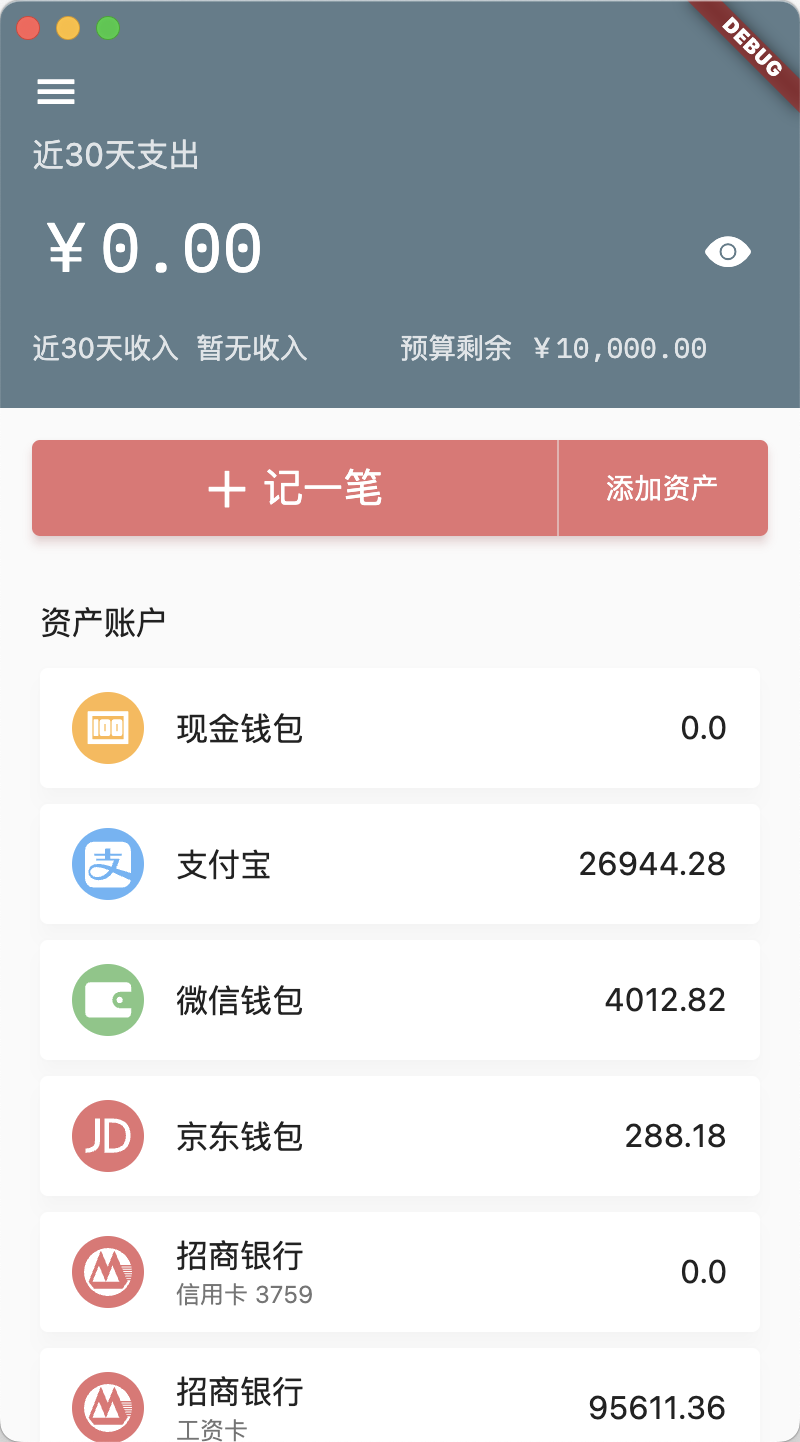 DEBUG
近30天支出
￥0.00
近30天收入 暂无收入 预算剩余 ￥10,000.00
记一笔 添加资产
资产账户
100 现金钱包 0.0
支 支付宝 26944.28
微信钱包 4012.82
JD 京东钱包 288.18
招商银行 0.0
信用卡 3759
招商银行 95611.36
工资卡